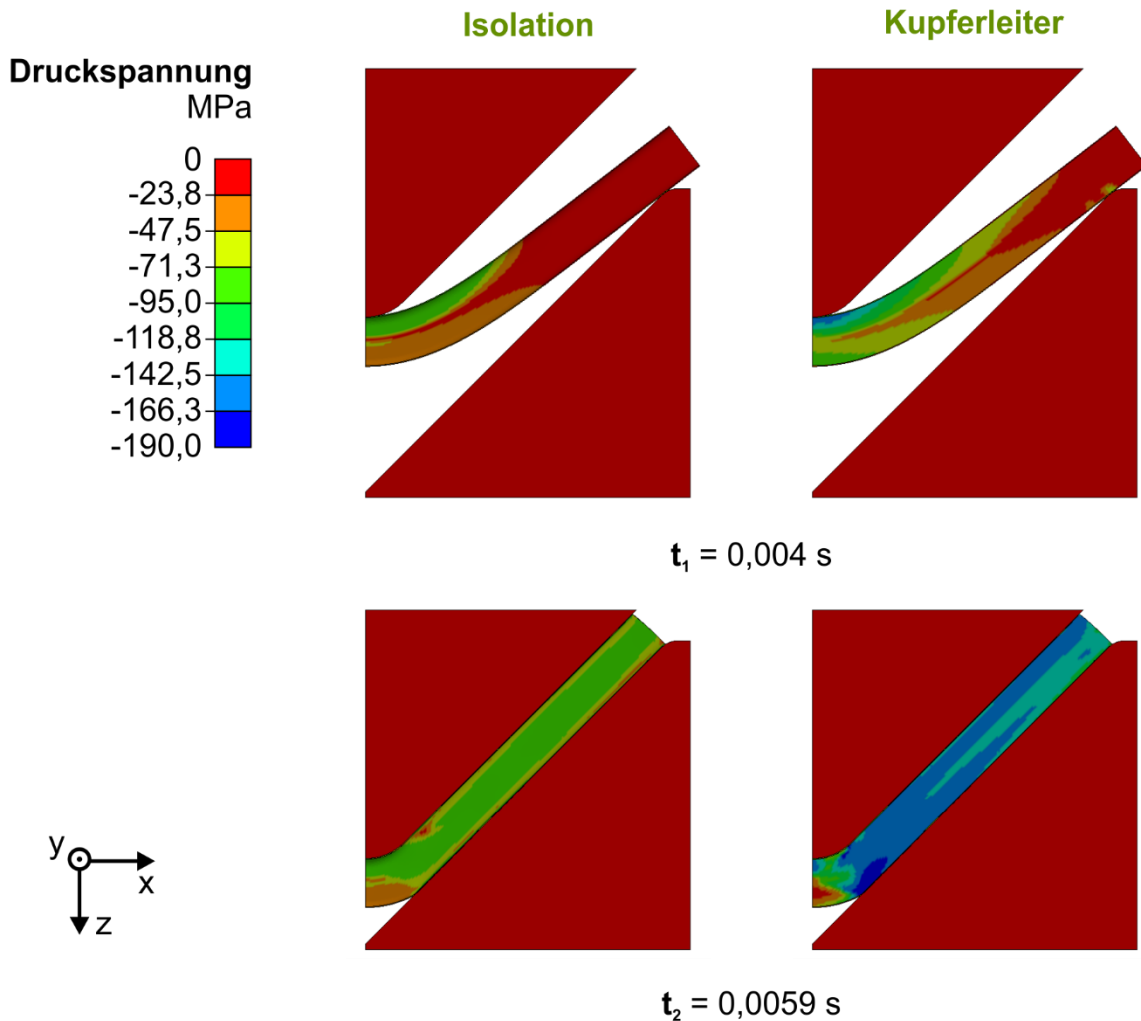 Isolation
Kupferleiter
Druckspannung
MPa
0
-23,8
-47,5
-71,3
-95,0
-118,8
-142,5
-166,3
-190,0
t₁ = 0,004 s
y
x
z
t₂ = 0,0059 s